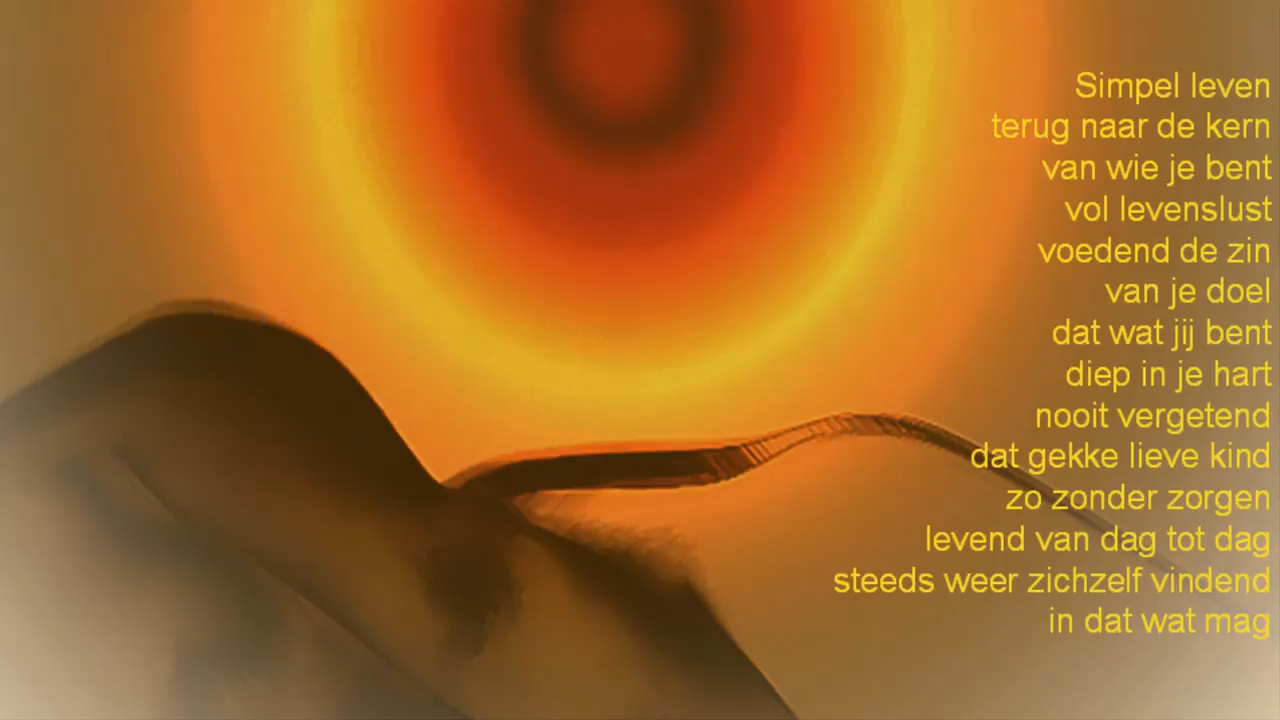 Simpel leven
terug naar de kern
van wie je bent
vol levenslust
voedend de zin
van je doel
dat wat jij bent
diep in je hart
nooit vergetend
dat gekke lieve kind
zo zonder zorgen
levend van dag tot dag
steeds weer zichzelf vindend
in dat wat mag